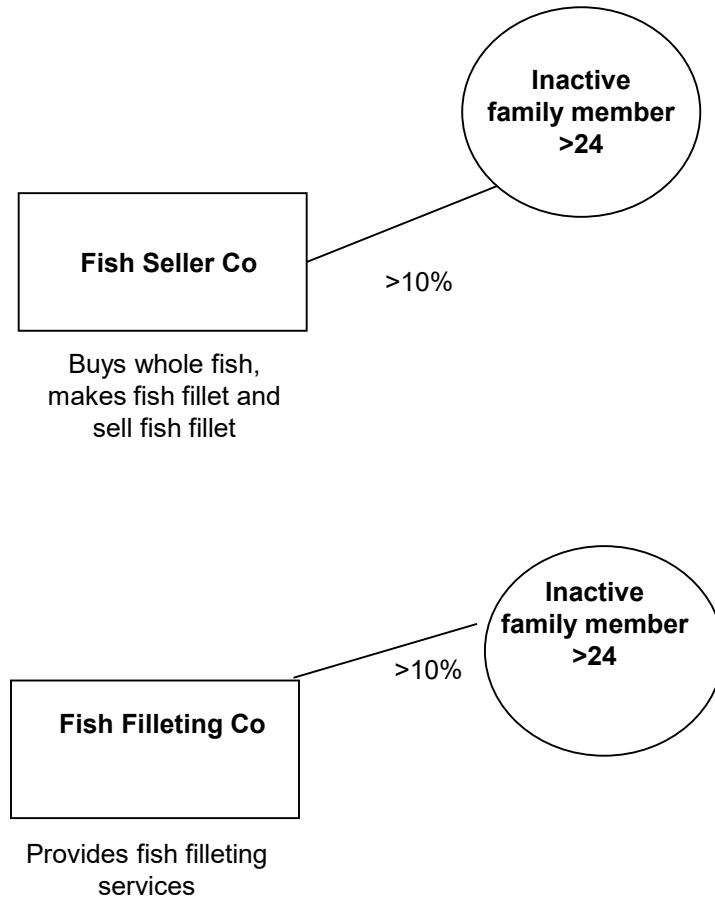 Inactive
family member
>24
Fish Seller Co
>10%
Buys whole fish,
makes fish fillet and
sell fish fillet
Inactive
family member
>24
>10%
Fish Filleting Co
Provides fish filleting
services